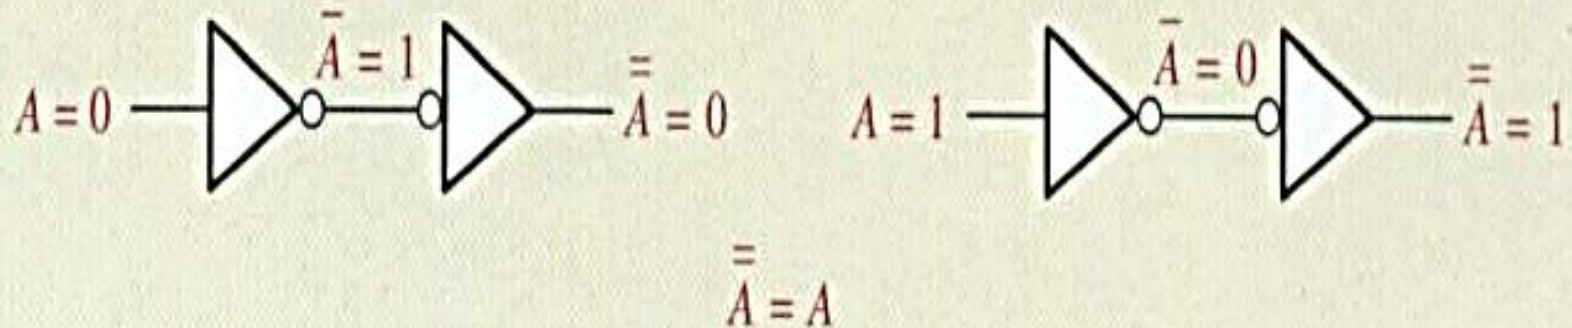 A = 0 A̅ = 1 A̿ = 0 A = 1 A̅ = 0 A̿ = 1
A̿ = A